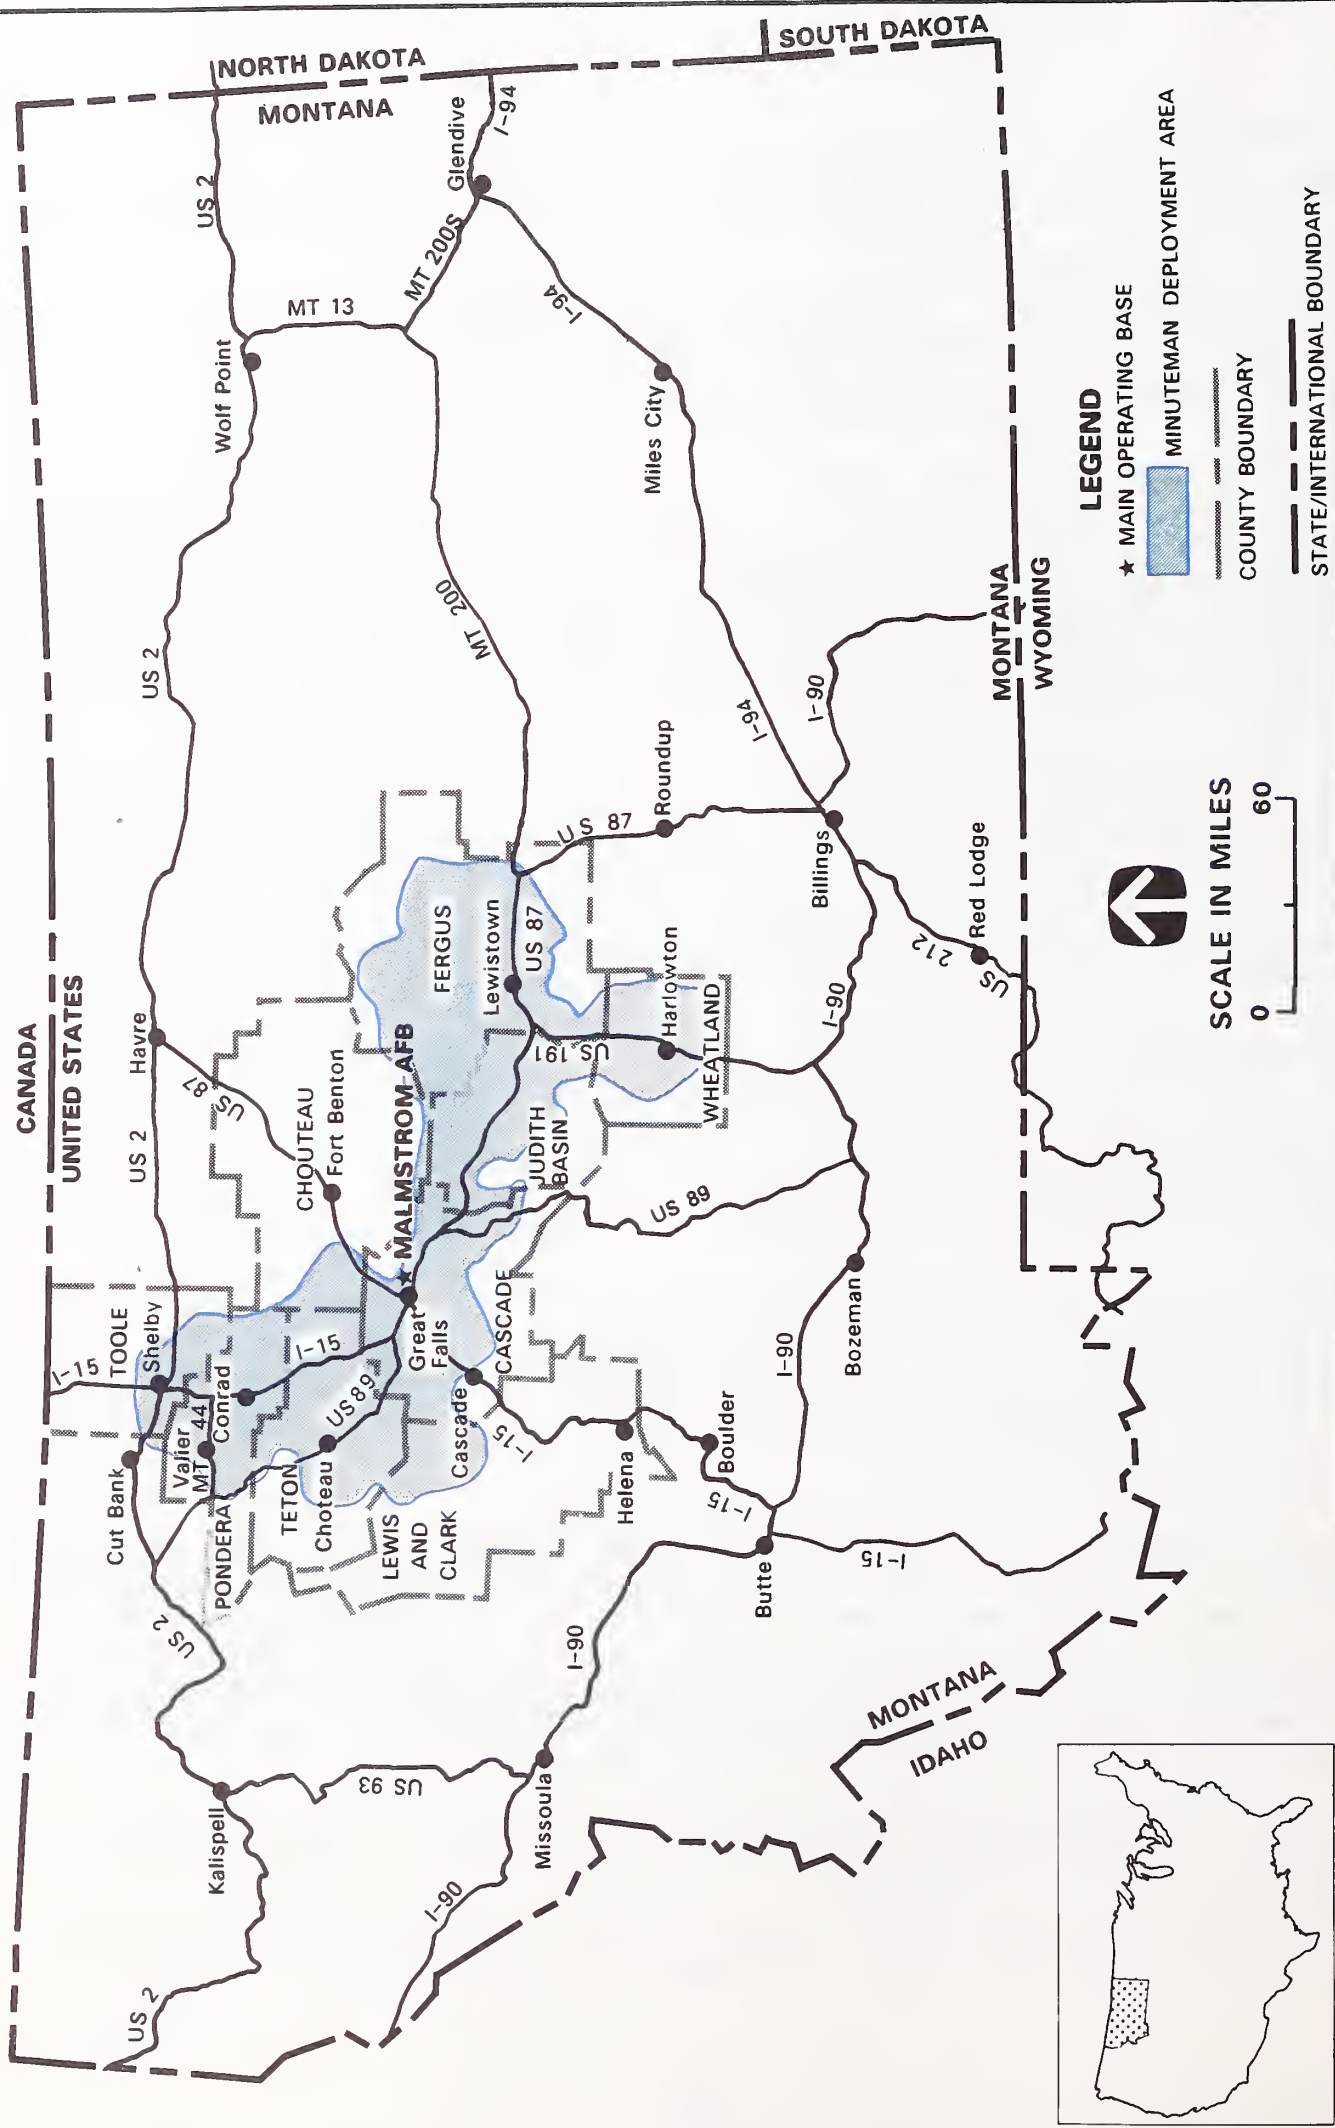 CANADA
UNITED STATES
NORTH DAKOTA
MONTANA
SOUTH DAKOTA
US 2
I-15
TOOLE
Shelby
Cut Bank
US 2
Havre
US 2
US 2
Wolf Point
US 2
MT 13
Valier
MT 44
Conrad
PONDERA
I-15
US 87
CHOUTEAU
Fort Benton
TETON
Choteau
US 89
Kalispell
US 93
LEWIS
AND
CLARK
Great
Falls
★ MALMSTROM AFB
FERGUS
MT 200
MT 200S
Glendive
I-94
I-94
Cascade
CASCADE
Lewistown
US 87
JUDITH
BASIN
US 191
US 87
Roundup
Miles City
I-90
Missoula
I-90
I-15
Helena
Harlowton
WHEATLAND
US 89
Boulder
I-15
Butte
I-15
I-90
Bozeman
I-90
Billings
I-94
I-90
US 212
Red Lodge
MONTANA
IDAHO
MONTANA
WYOMING
SCALE IN MILES
0 60
LEGEND
★ MAIN OPERATING BASE
MINUTEMAN DEPLOYMENT AREA
COUNTY BOUNDARY
STATE/INTERNATIONAL BOUNDARY